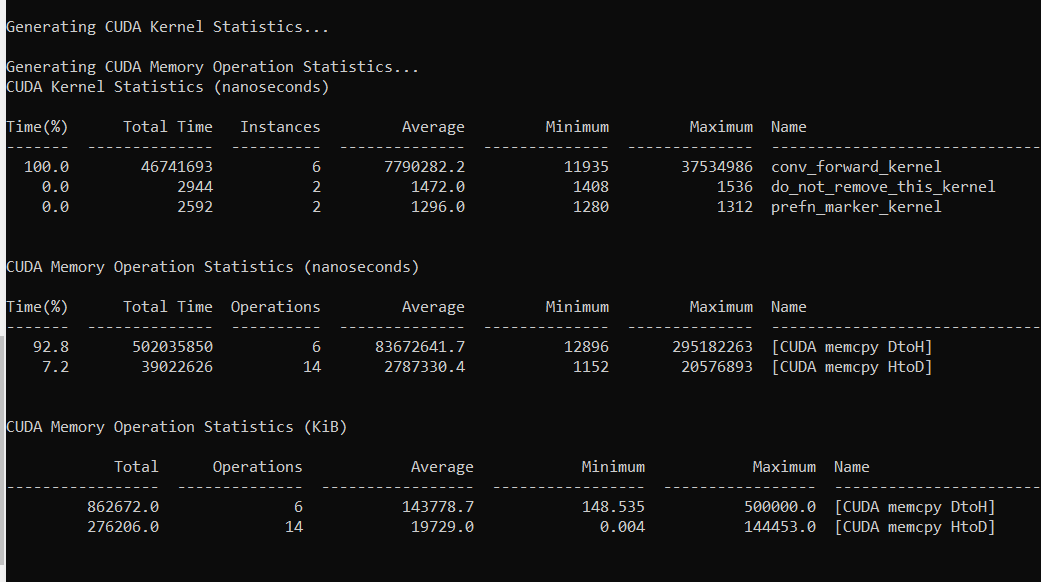 Generating CUDA Kernel Statistics...
Generating CUDA Memory Operation Statistics...
CUDA Kernel Statistics (nanoseconds)
Time(%) Total Time Instances Average Minimum Maximum Name
------- -------------- ---------- -------------- -------------- -------------- ------------------------------
100.0 46741693 6 7790282.2 11935 37534986 conv_forward_kernel
0.0 2944 2 1472.0 1408 1536 do_not_remove_this_kernel
0.0 2592 2 1296.0 1280 1312 prefn_marker_kernel
CUDA Memory Operation Statistics (nanoseconds)
Time(%) Total Time Operations Average Minimum Maximum Name
------- -------------- ---------- -------------- -------------- -------------- ------------------------------
92.8 502035850 6 83672641.7 12896 295182263 [CUDA memcpy DtoH]
7.2 39022626 14 2787330.4 1152 20576893 [CUDA memcpy HtoD]
CUDA Memory Operation Statistics (KiB)
Total Operations Average Minimum Maximum Name
----------------- -------------- ----------------- ----------------- ----------------- -----------------------
862672.0 6 143778.7 148.535 500000.0 [CUDA memcpy DtoH]
276206.0 14 19729.0 0.004 144453.0 [CUDA memcpy HtoD]